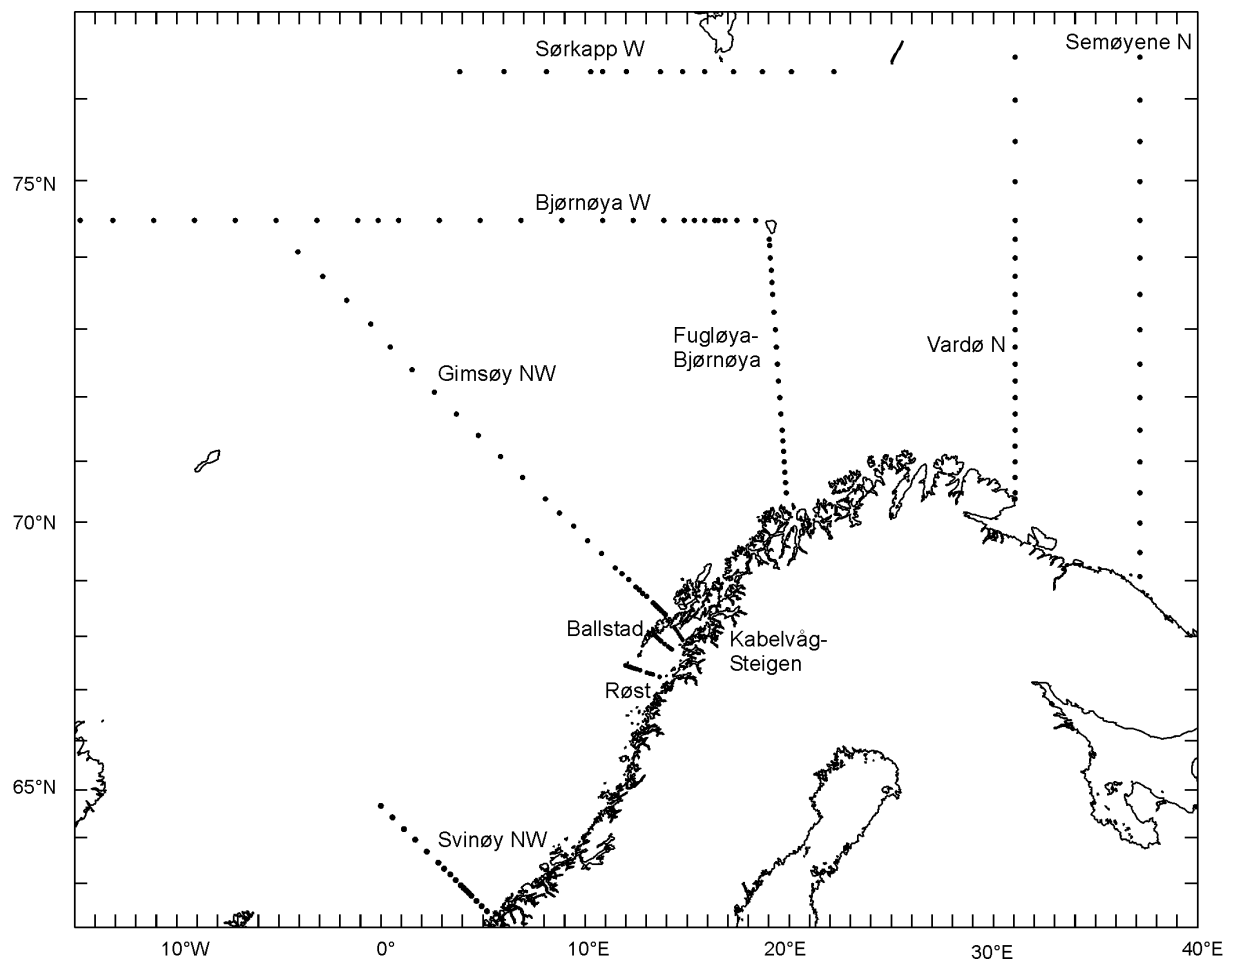 Sørkapp W
Semøyene N
75°N
Bjørnøya W
Fugløya-
Bjørnøya
Vardø N
Gimsøy NW
70°N
Ballstad
Kabelvåg-
Steigen
Røst
65°N
Svinøy NW
10°W
0°
10°E
20°E
30°E
40°E